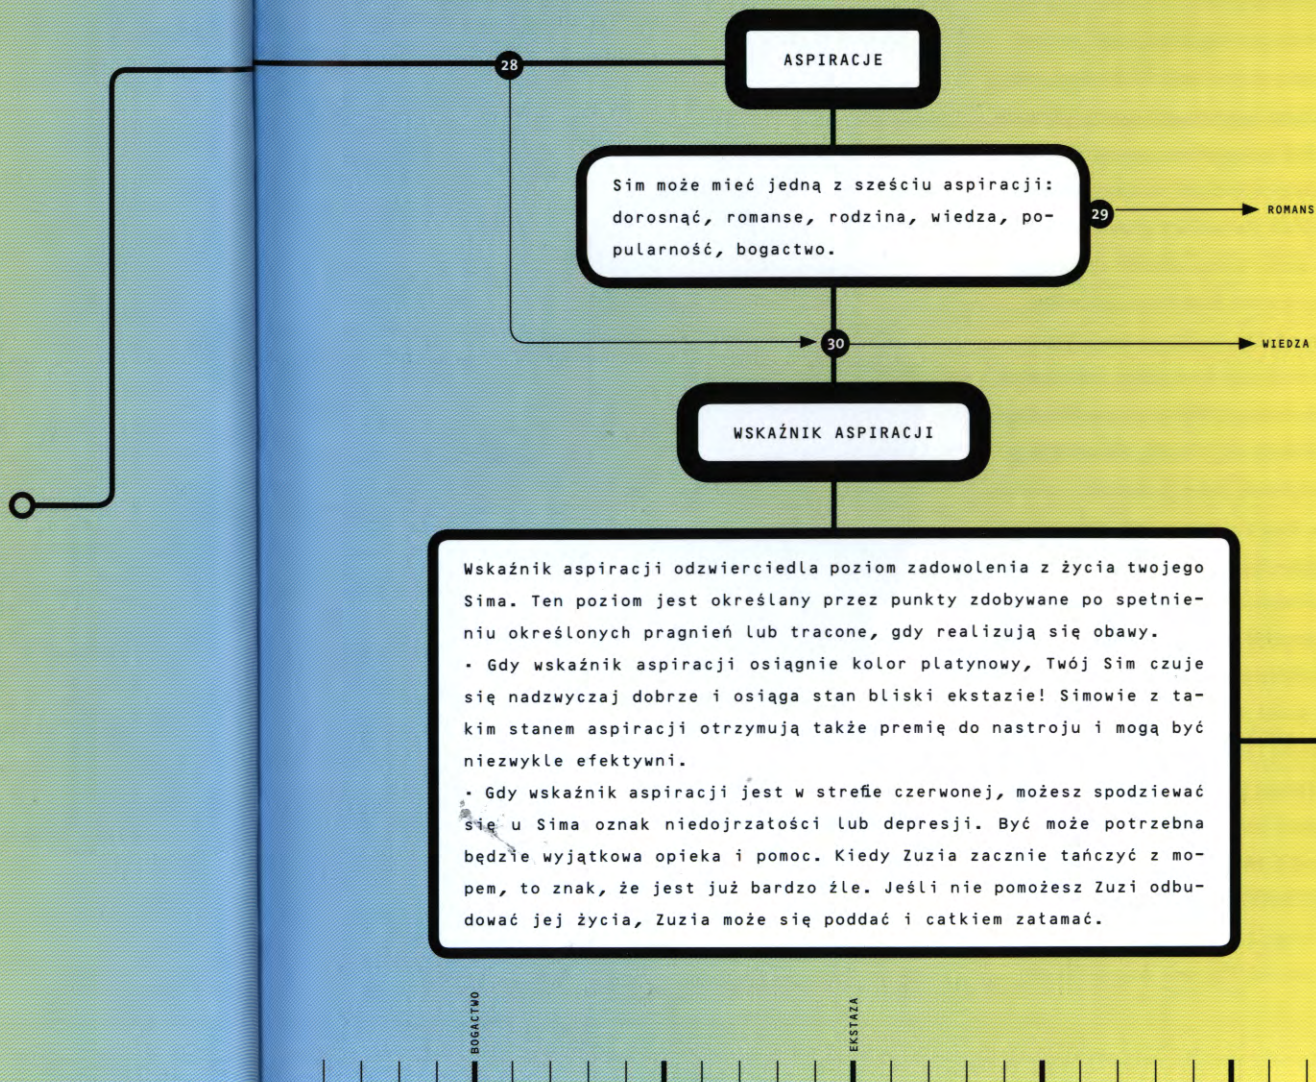 28
ASPIRACJE
Sim może mieć jedną z sześciu aspiracji:
dorosnąć, romanse, rodzina, wiedza, po-
pularność, bogactwo.
29
ROMANS
30
WIEDZA
WSKAŹNIK ASPIRACJI
Wskaźnik aspiracji odzwierciedla poziom zadowolenia z życia twojego
Sima. Ten poziom jest określany przez punkty zdobywane po spełnie-
niu określonych pragnień lub tracone, gdy realizują się obawy.
· Gdy wskaźnik aspiracji osiągnie kolor platynowy, Twój Sim czuje
się nadzwyczaj dobrze i osiąga stan bliski ekstazie! Simowie z ta-
kim stanem aspiracji otrzymują także premię do nastroju i mogą być
niezwykle efektywni.
· Gdy wskaźnik aspiracji jest w strefie czerwonej, możesz spodziewać
się u Sima oznak niedojrzałości lub depresji. Być może potrzebna
będzie wyjątkowa opieka i pomoc. Kiedy Zuzia zacznie tańczyć z mo-
pem, to znak, że jest już bardzo źle. Jeśli nie pomożesz Zuzi odbu-
dować jej życia, Zuzia może się poddać i całkiem załamać.
BOGACTWO
EKSTAZA